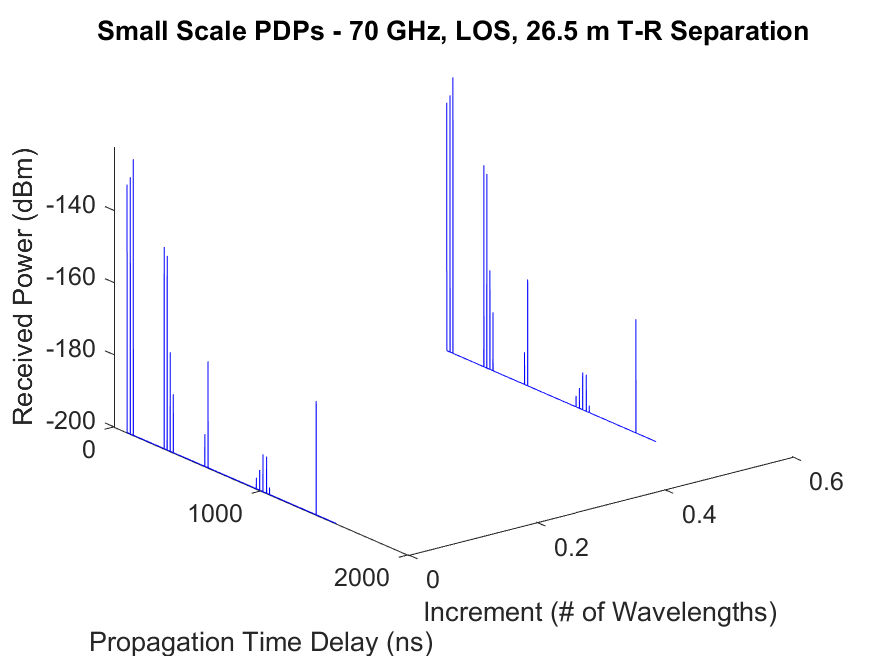 Small Scale PDPs - 70 GHz, LOS, 26.5 m T-R Separation
Received Power (dBm)
-140
-160
-180
-200
0
1000
2000
Propagation Time Delay (ns)
0
0.2
0.4
0.6
Increment (# of Wavelengths)